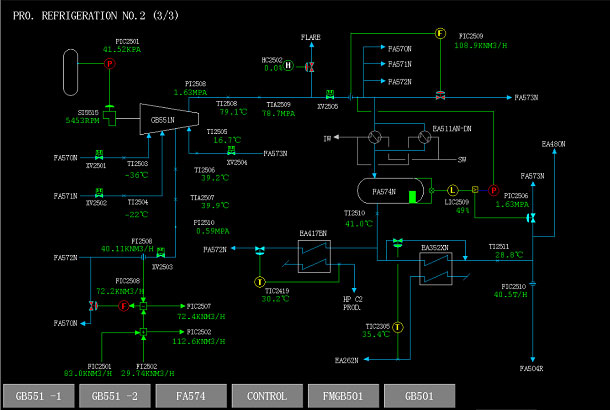 PRO. REFRIGERATION NO.2 (3/3)
PIC2501
41.52KPA
P
SI5515
5453RPM
GB551N
PI2508
1.63MPA
TI2508
79.1℃
TIA2509
78.7MPA
FLARE
HC2502
0.0%
H
XV2505
FA570N
FA571N
FA572N
F
FIC2509
108.9KNM3/H
FA573N
TI2505
16.7℃
XV2504
FA573N
IW
EA511AN-DN
SW
EA480N
FA570N
XV2501
TI2503
-36℃
FA571N
XV2502
TI2504
-22℃
TI2506
39.2℃
TIA2507
39.9℃
PI2510
0.59MPA
FA574N
L
LIC2509
49%
P
FA573N
PIC2506
1.63MPA
TI2510
41.0℃
FI2508
40.11KNM3/H
FA572N
XV2503
FA572N
EA417BN
T
TIC2419
30.2℃
HP C2
PROD.
EA352XN
TI2511
28.8℃
FIC2508
72.2KNM3/H
F
FIC2507
72.4KNM3/H
FIC2502
112.6KNM3/H
FA570N
T
TIC2305
35.4℃
FIC2510
40.5T/H
FIC2501
83.0KNM3/H
FI2502
29.74KNM3/H
EA262N
FA504R
GB551 -1
GB551 -2
FA574
CONTROL
FMGB501
GB501